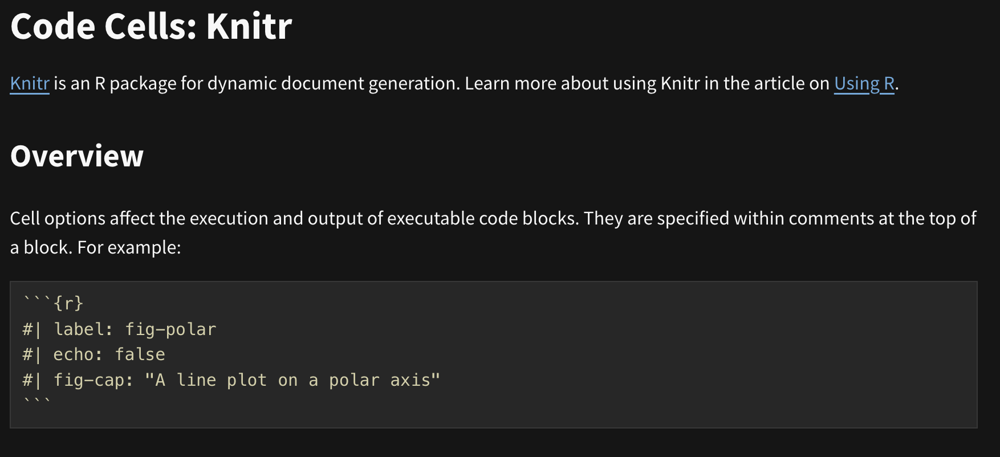 Code Cells: Knitr
Knitr is an R package for dynamic document generation. Learn more about using Knitr in the article on Using R.
Overview
Cell options affect the execution and output of executable code blocks. They are specified within comments at the top of
a block. For example:
```{r}
#| label: fig-polar
#| echo: false
#| fig-cap: "A line plot on a polar axis"
```